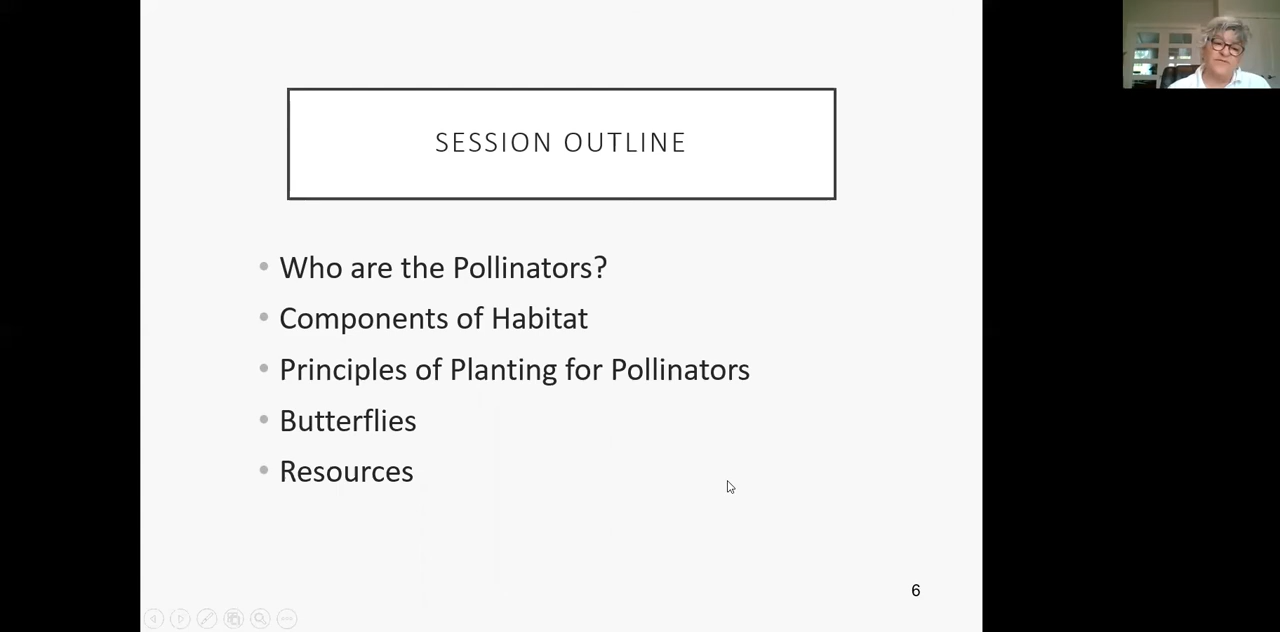 SESSION OUTLINE
Who are the Pollinators?
Components of Habitat
Principles of Planting for Pollinators
Butterflies
Resources
6